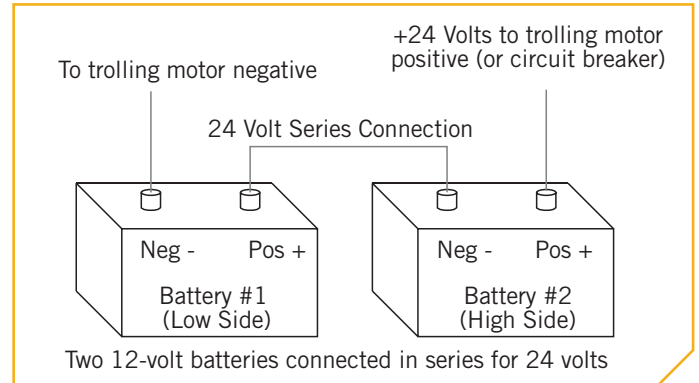 +24 Volts to trolling motor
positive (or circuit breaker)
To trolling motor negative
24 Volt Series Connection
Neg - Pos +
Battery #1
(Low Side)
Neg - Pos +
Battery #2
(High Side)
Two 12-volt batteries connected in series for 24 volts